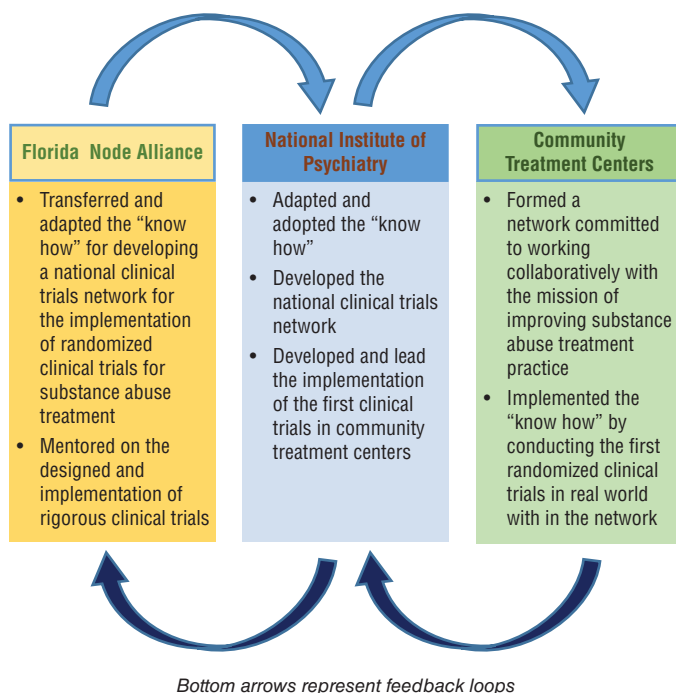 Florida Node Alliance
• Transferred and
adapted the “know
how” for developing
a national clinical
trials network for
the implementation
of randomized
clinical trials for
substance abuse
treatment
• Mentored on the
designed and
implementation of
rigorous clinical trials
National Institute of
Psychiatry
• Adapted and
adopted the “know
how”
• Developed the
national clinical trials
network
• Developed and lead
the implementation
of the first clinical
trials in community
treatment centers
Community
Treatment Centers
• Formed a
network committed
to working
collaboratively with
the mission of
improving substance
abuse treatment
practice
• Implemented the
“know how” by
conducting the first
randomized clinical
trials in real world
with in the network
Bottom arrows represent feedback loops